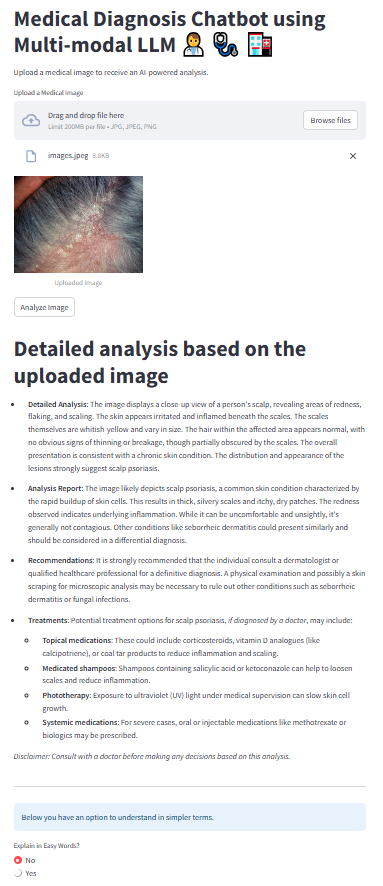 Medical Diagnosis Chatbot using
Multi-modal LLM
Upload a medical image to receive an AI-powered analysis.
Upload a Medical Image
Drag and drop file here
Limit 200MB per file • JPG, JPEG, PNG
Browse files
images.jpeg 8.8KB
Uploaded Image
Analyze Image
Detailed analysis based on the
uploaded image
• Detailed Analysis: The image displays a close-up view of a person's scalp, revealing areas of redness,
flaking, and scaling. The skin appears irritated and inflamed beneath the scales. The scales
themselves are whitish-yellow and vary in size. The hair within the affected area appears normal, with
no obvious signs of thinning or breakage, though partially obscured by the scales. The overall
presentation is consistent with a chronic skin condition. The distribution and appearance of the
lesions strongly suggest scalp psoriasis.
• Analysis Report: The image likely depicts scalp psoriasis, a common skin condition characterized by
the rapid buildup of skin cells. This results in thick, silvery scales and itchy, dry patches. The redness
observed indicates underlying inflammation. While it can be uncomfortable and unsightly, it's
generally not contagious. Other conditions like seborrheic dermatitis could present similarly and
should be considered in a differential diagnosis.
• Recommendations: It is strongly recommended that the individual consult a dermatologist or
qualified healthcare professional for a definitive diagnosis. A physical examination and possibly a skin
scraping for microscopic analysis may be necessary to rule out other conditions such as seborrheic
dermatitis or fungal infections.
• Treatments: Potential treatment options for scalp psoriasis, if diagnosed by a doctor, may include:
Topical medications: These could include corticosteroids, vitamin D analogues (like
calcipotriene), or coal tar products to reduce inflammation and scaling.
Medicated shampoos: Shampoos containing salicylic acid or ketoconazole can help to loosen
scales and reduce inflammation.
Phototherapy: Exposure to ultraviolet (UV) light under medical supervision can slow skin cell
growth.
Systemic medications: For severe cases, oral or injectable medications like methotrexate or
biologics may be prescribed.
Disclaimer: Consult with a doctor before making any decisions based on this analysis.
Below you have an option to understand in simpler terms.
Explain in Easy Words?
No
Yes